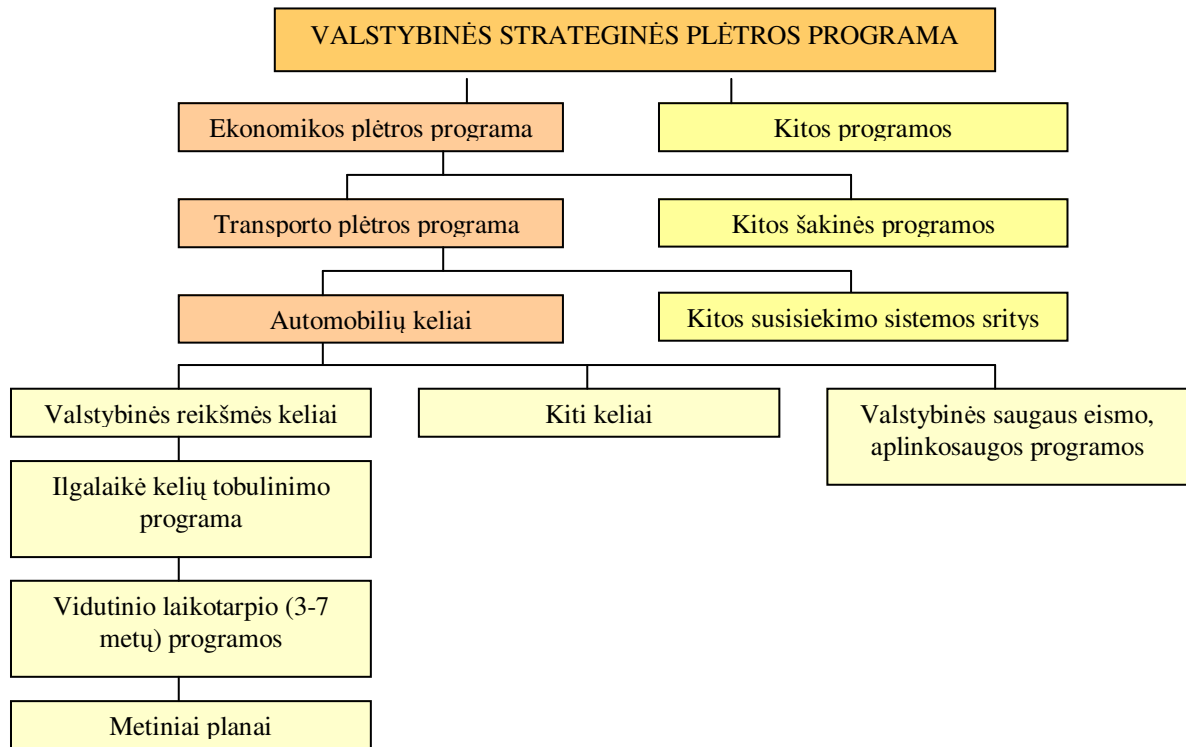 VALSTYBINĖS STRATEGINĖS PLĖTROS PROGRAMA
Ekonomikos plėtros programa
Kitos programos
Transporto plėtros programa
Kitos šakinės programos
Automobilių keliai
Kitos susisiekimo sistemos sritys
Valstybinės reikšmės keliai
Kiti keliai
Valstybinės saugaus eismo,
aplinkosaugos programos
Ilgalaikė kelių tobulinimo
programa
Vidutinio laikotarpio (3-7
metų) programos
Metiniai planai